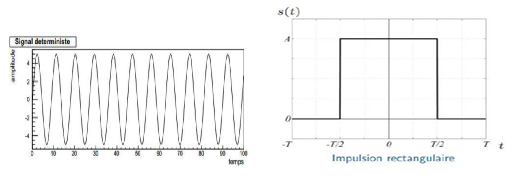 Signal deterministe
amplitude
4
2
0
-2
-4
0 10 20 30 40 50 60 70 80 90 100
temps
s(t)
A
0
-T -T/2 0 T/2 T t
Impulsion rectangulaire